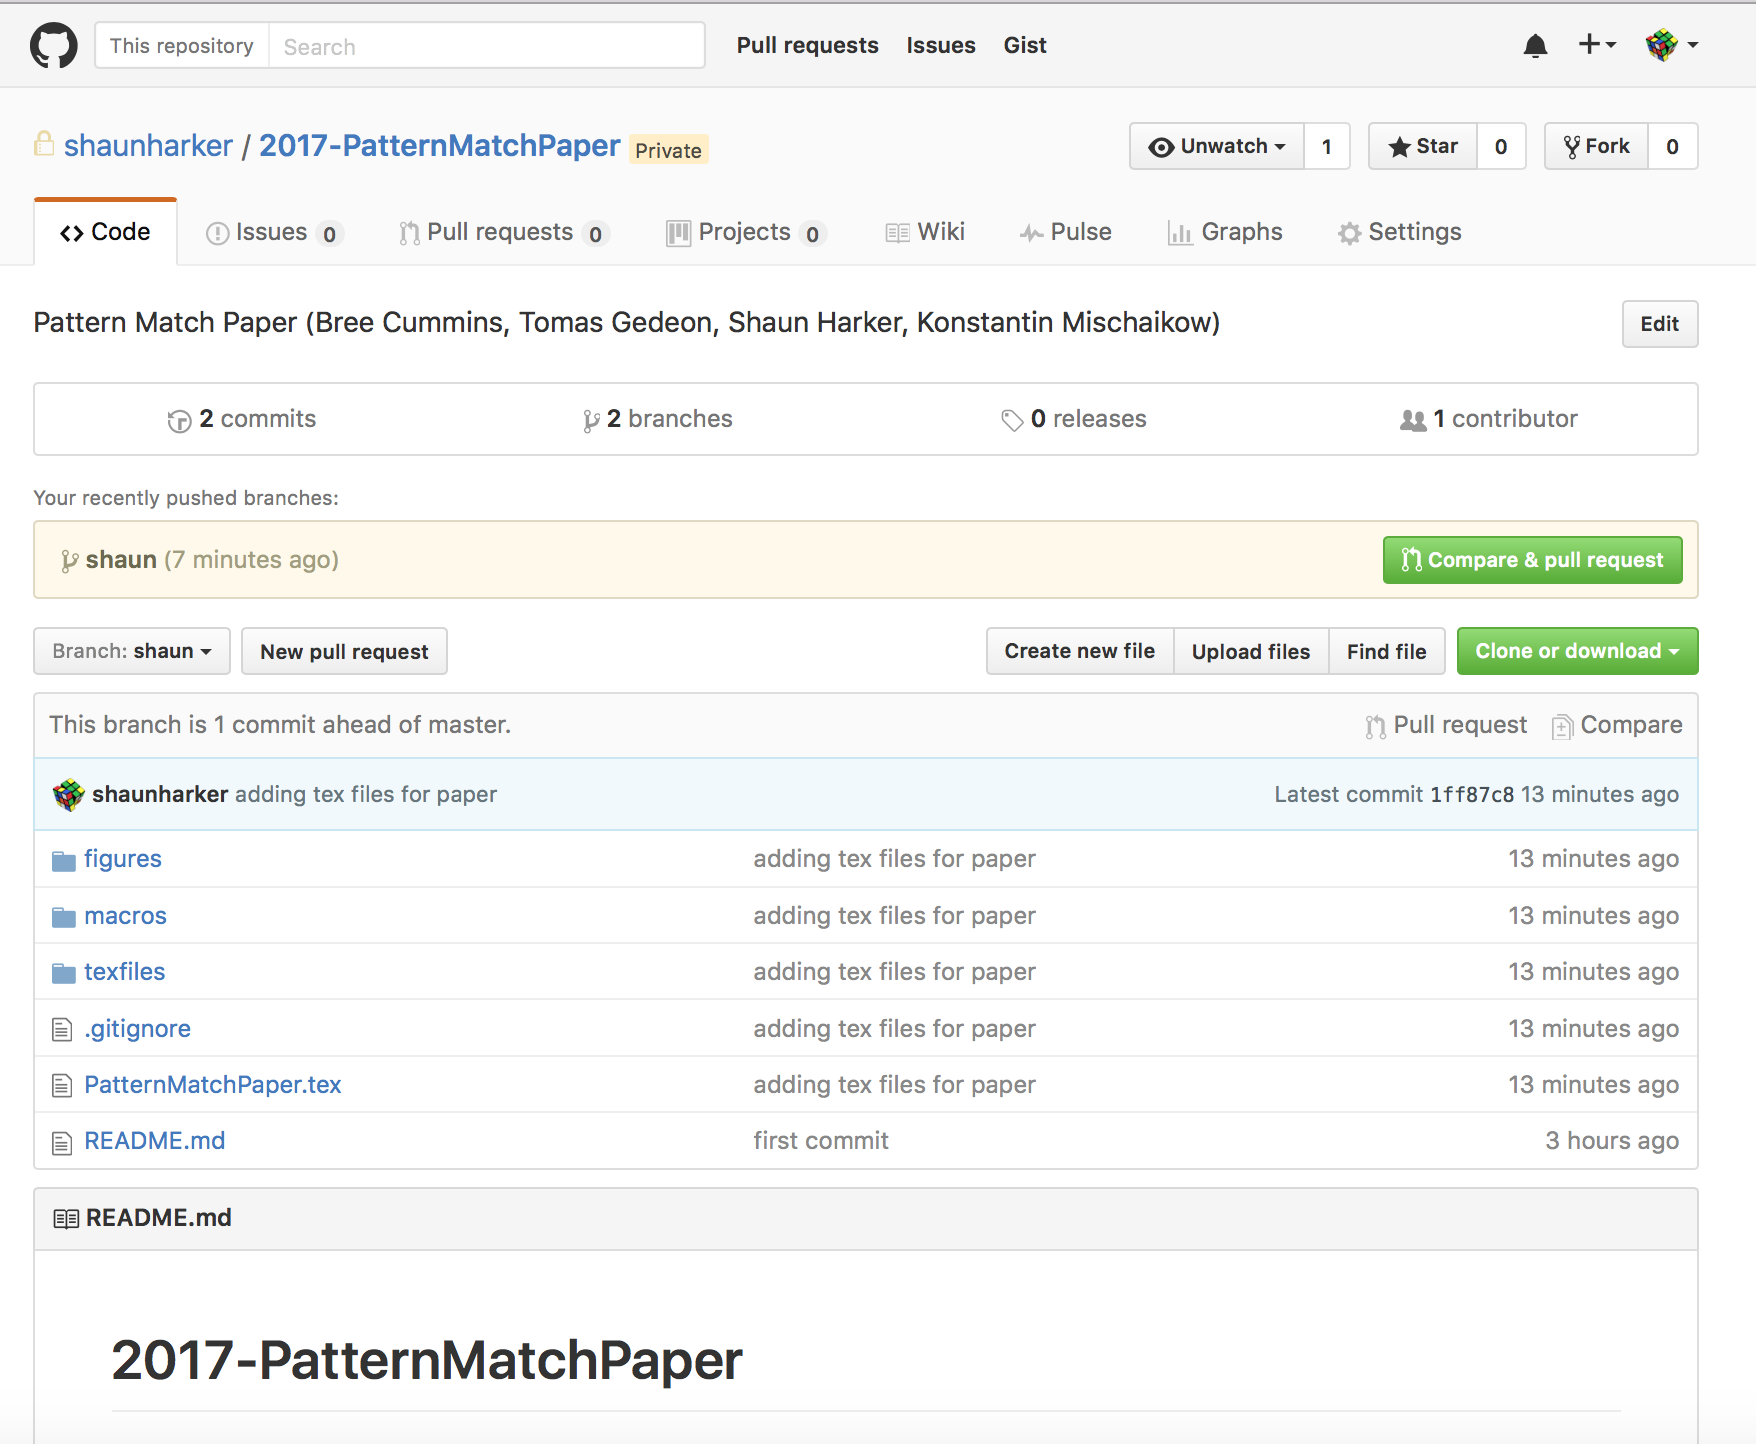 This repository Search Pull requests Issues Gist
shaunharker / 2017-PatternMatchPaper Private Unwatch 1 Star 0 Fork 0
Code Issues 0 Pull requests 0 Projects 0 Wiki Pulse Graphs Settings
Pattern Match Paper (Bree Cummins, Tomas Gedeon, Shaun Harker, Konstantin Mischaikow) Edit
2 commits 2 branches 0 releases 1 contributor
Your recently pushed branches:
shaun (7 minutes ago) Compare & pull request
Branch: shaun New pull request Create new file Upload files Find file Clone or download
This branch is 1 commit ahead of master. Pull request Compare
shaunharker adding tex files for paper Latest commit 1ff87c8 13 minutes ago
figures adding tex files for paper 13 minutes ago
macros adding tex files for paper 13 minutes ago
texfiles adding tex files for paper 13 minutes ago
.gitignore adding tex files for paper 13 minutes ago
PatternMatchPaper.tex adding tex files for paper 13 minutes ago
README.md first commit 3 hours ago
README.md
2017-PatternMatchPaper